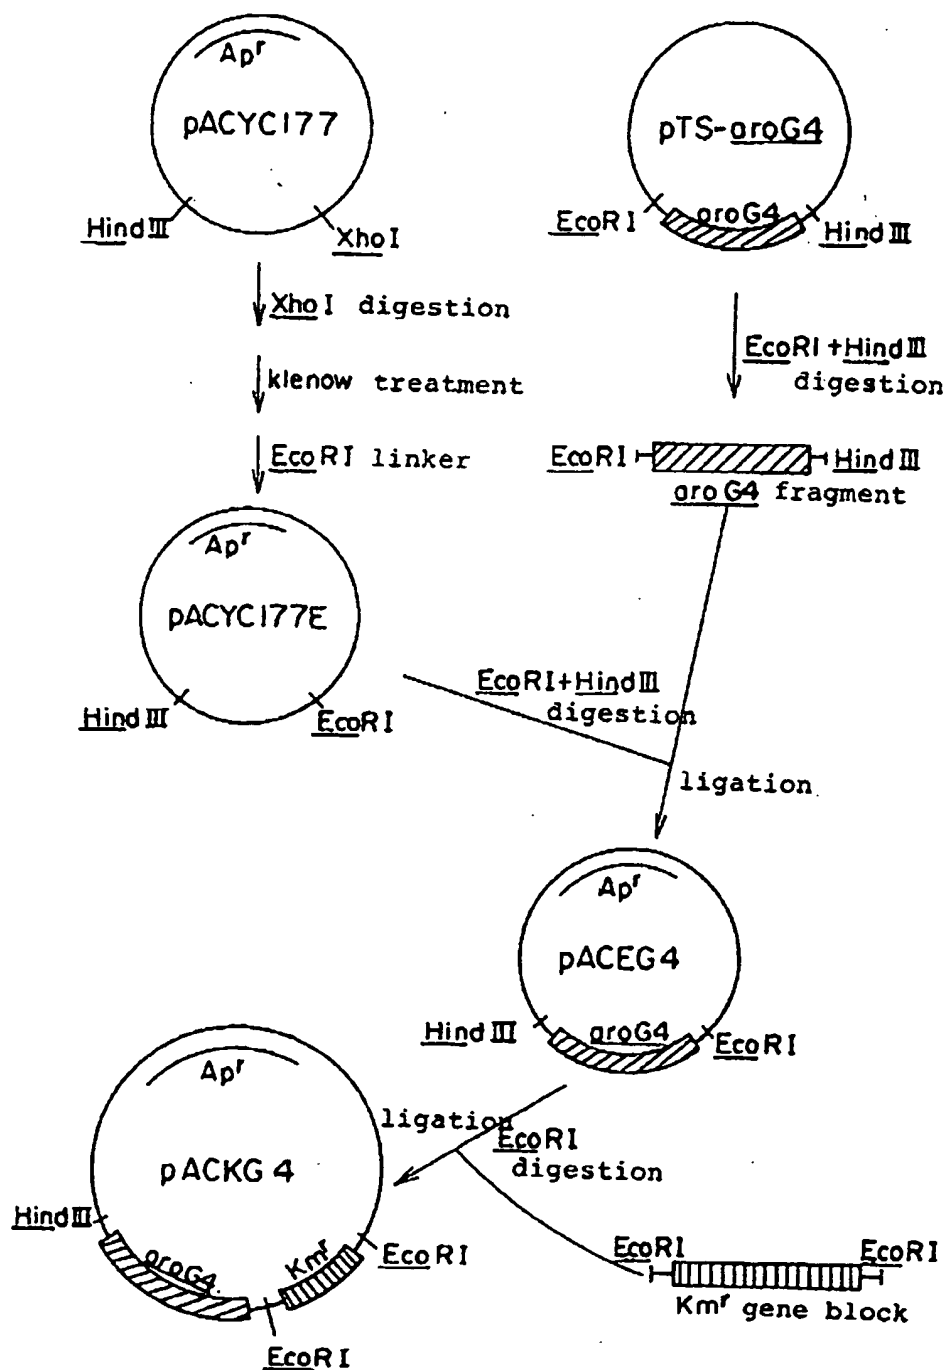 Apr
pACYC177
HindIII
XhoI
XhoI digestion
klenow treatment
EcoRI linker
pTS-aroG4
aroG4
EcoRI
HindIII
EcoRI+HindIII
digestion
EcoRI
HindIII
aroG4 fragment
Apr
pACYC177E
HindIII
EcoRI
EcoRI+HindIII
digestion
ligation
Apr
pACEG4
HindIII
aroG4
EcoRI
ligation
EcoRI
digestion
Apr
pACKG4
HindIII
aroG4
Kmr
EcoRI
EcoRI
EcoRI
EcoRI
Kmr gene block